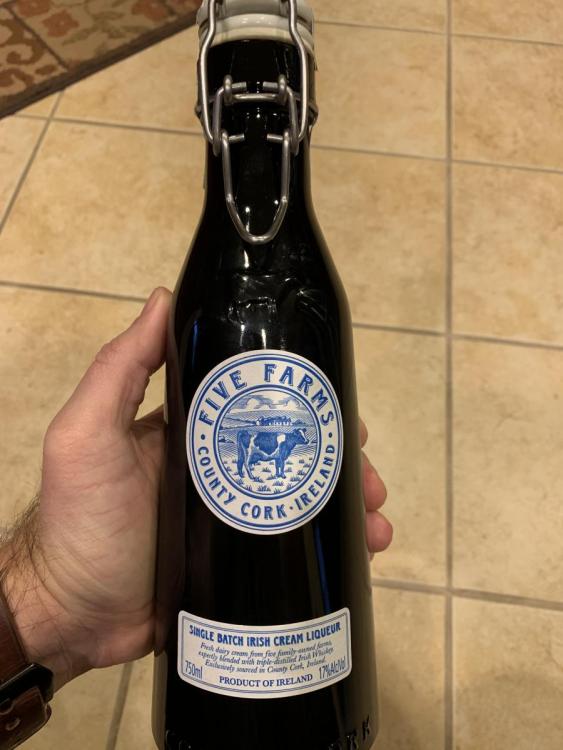 FIVE FARMS
COUNTY CORK · IRELAND
SINGLE BATCH IRISH CREAM LIQUEUR
Fresh dairy cream from five family-owned farms,
expertly blended with triple-distilled Irish Whiskey.
Exclusively sourced in County Cork, Ireland.
750ml
17%Alc/Vol
PRODUCT OF IRELAND